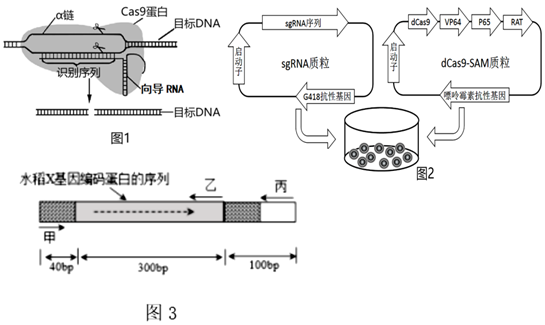 α链
Cas9蛋白
目标DNA
识别序列
向导RNA
目标DNA
图1
sgRNA序列
启动子
sgRNA质粒
G418抗性基因
dCas9 VP64 P65 RAT
启动子
dCas9-SAM质粒
嘌呤霉素抗性基因
图2
水稻X基因编码蛋白的序列
乙 丙
甲
40bp 300bp 100bp
图3